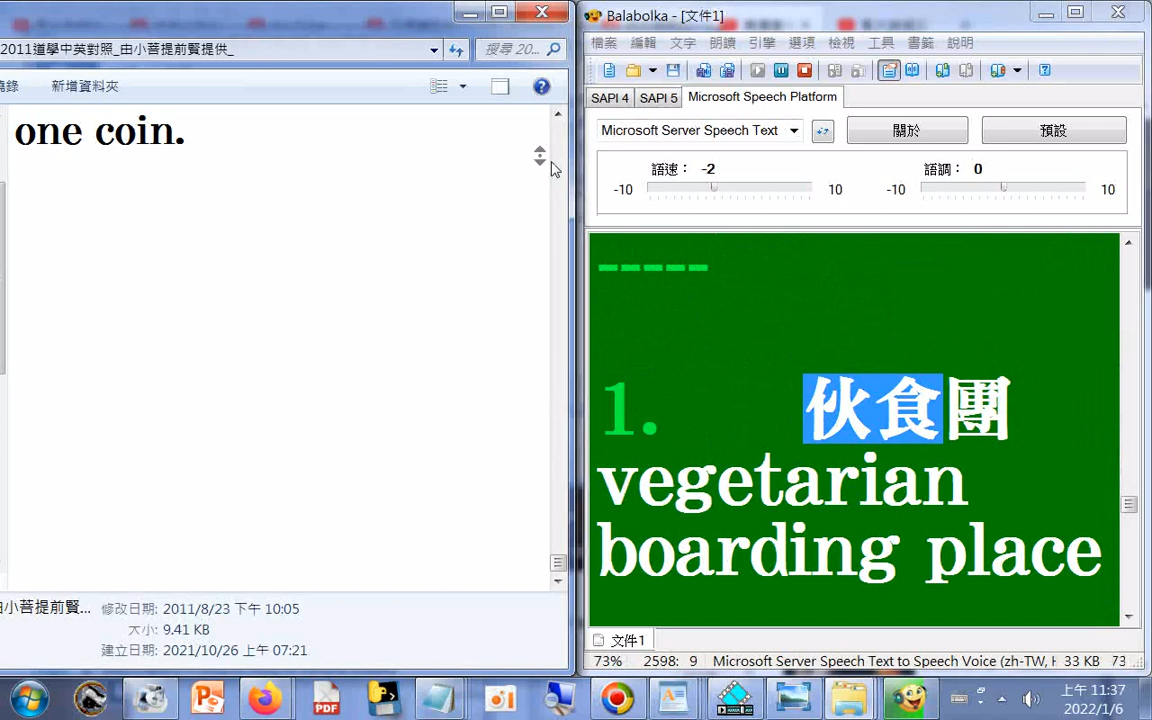 2011道學中英對照_由小菩提前賢提供_
搜尋 20...
新增資料夾
one coin.
由小菩提前賢...
修改日期: 2011/8/23 下午 10:05
大小: 9.41 KB
建立日期: 2021/10/26 上午 07:21
Balabolka - [文件1]
檔案 編輯 文字 朗讀 引擎 選項 檢視 工具 書籤 說明
SAPI 4 SAPI 5 Microsoft Speech Platform
Microsoft Server Speech Text
關於
預設
語速： -2
-10 10
語調： 0
-10 10
-----
1. 伙食團
vegetarian
boarding place
文件1
73% 2598: 9 Microsoft Server Speech Text to Speech Voice (zh-TW, H 33 KB 73
PDF
上午 11:37
2022/1/6